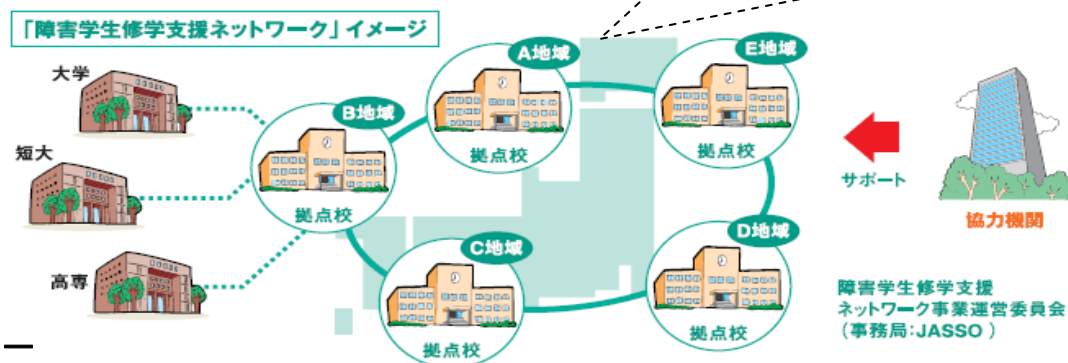 「障害学生修学支援ネットワーク」イメージ
大学
短大
高専
A地域
拠点校
B地域
拠点校
C地域
拠点校
D地域
拠点校
E地域
拠点校
サポート
協力機関
障害学生修学支援
ネットワーク事業運営委員会
(事務局:JASSO )